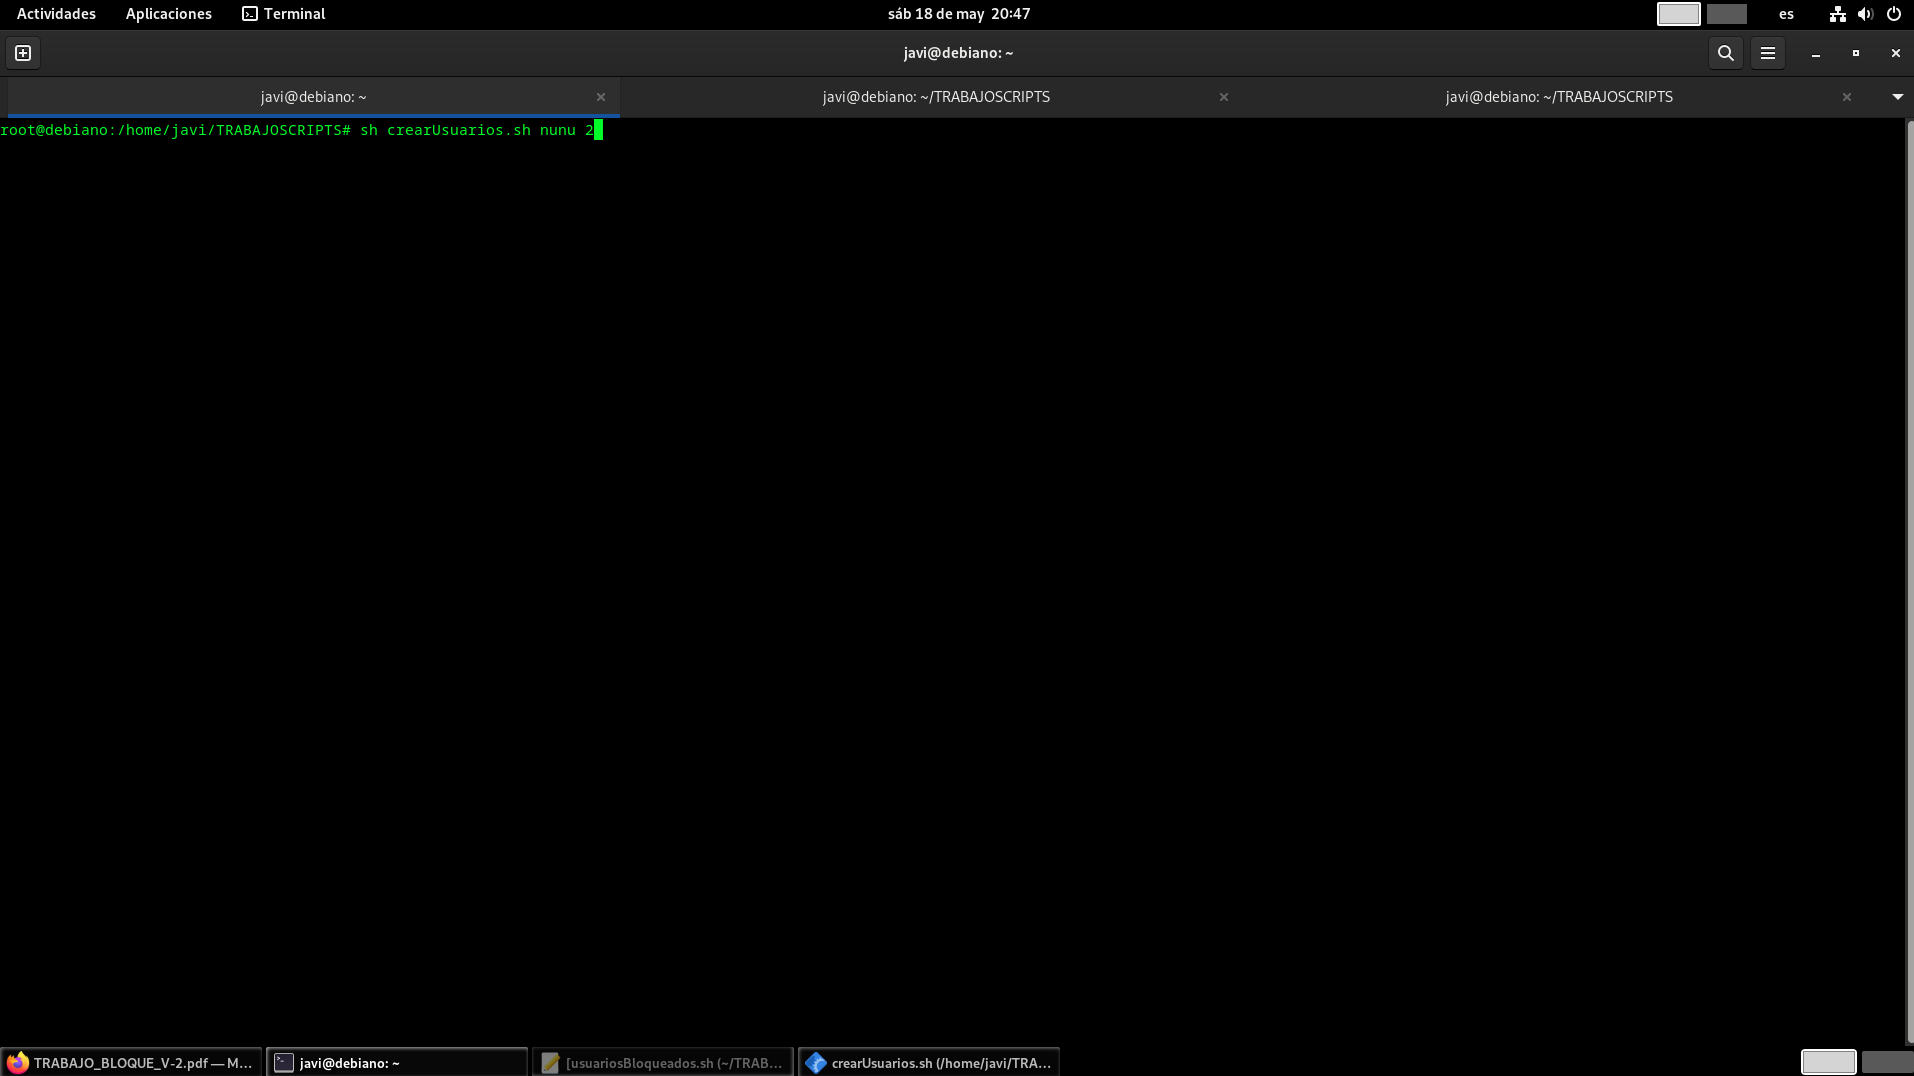 Actividades Aplicaciones Terminal sáb 18 de may 20:47 es
javi@debiano: ~
javi@debiano: ~ javi@debiano: ~/TRABAJOSCRIPTS javi@debiano: ~/TRABAJOSCRIPTS
root@debiano:/home/javi/TRABAJOSCRIPTS# sh crearUsuarios.sh nunu 2
TRABAJO_BLOQUE_V-2.pdf — M... javi@debiano: ~ [usuariosBloqueados.sh (~/TRAB... crearUsuarios.sh (/home/javi/TRA...